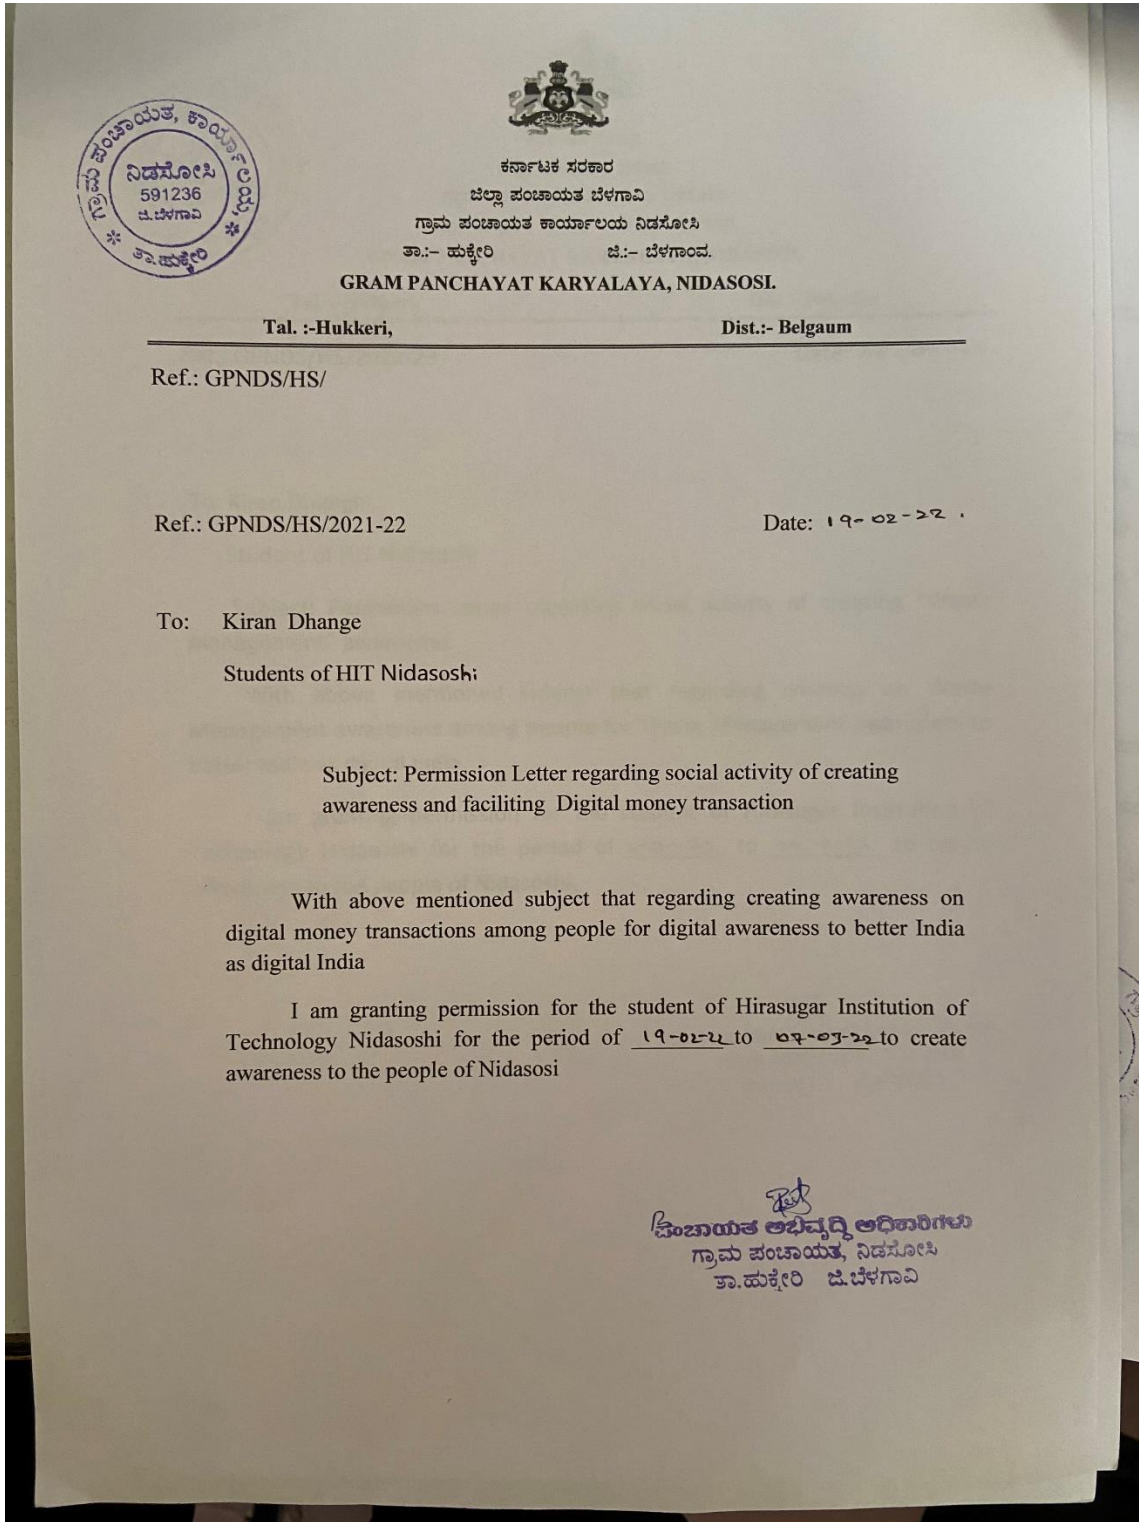 ಗ್ರಾಮ ಪಂಚಾಯತ, ಕಾರ್ಯಾಲಯ,
ನಿಡಸೋಸಿ
591236
ಜಿ.ಬೆಳಗಾವಿ
ತಾ.ಹುಕ್ಕೇರಿ
ಕರ್ನಾಟಕ ಸರಕಾರ
ಜಿಲ್ಲಾ ಪಂಚಾಯತ ಬೆಳಗಾವಿ
ಗ್ರಾಮ ಪಂಚಾಯತ ಕಾರ್ಯಾಲಯ ನಿಡಸೋಸಿ
ತಾ.:– ಹುಕ್ಕೇರಿ ಜಿ.:– ಬೆಳಗಾಂವ.
GRAM PANCHAYAT KARYALAYA, NIDASOSI.
Tal. :-Hukkeri, Dist.:- Belgaum
Ref.: GPNDS/HS/
Ref.: GPNDS/HS/2021-22 Date: 19-02-22.
To: Kiran Dhange
Students of HIT Nidasoshi
Subject: Permission Letter regarding social activity of creating
awareness and faciliting Digital money transaction
With above mentioned subject that regarding creating awareness on
digital money transactions among people for digital awareness to better India
as digital India
I am granting permission for the student of Hirasugar Institution of
Technology Nidasoshi for the period of 19-02-22 to 07-03-22 to create
awareness to the people of Nidasosi
ಪಂಚಾಯತ ಅಭಿವೃದ್ಧಿ ಅಧಿಕಾರಿಗಳು
ಗ್ರಾಮ ಪಂಚಾಯತ, ನಿಡಸೋಸಿ
ತಾ.ಹುಕ್ಕೇರಿ ಜಿ.ಬೆಳಗಾವಿ